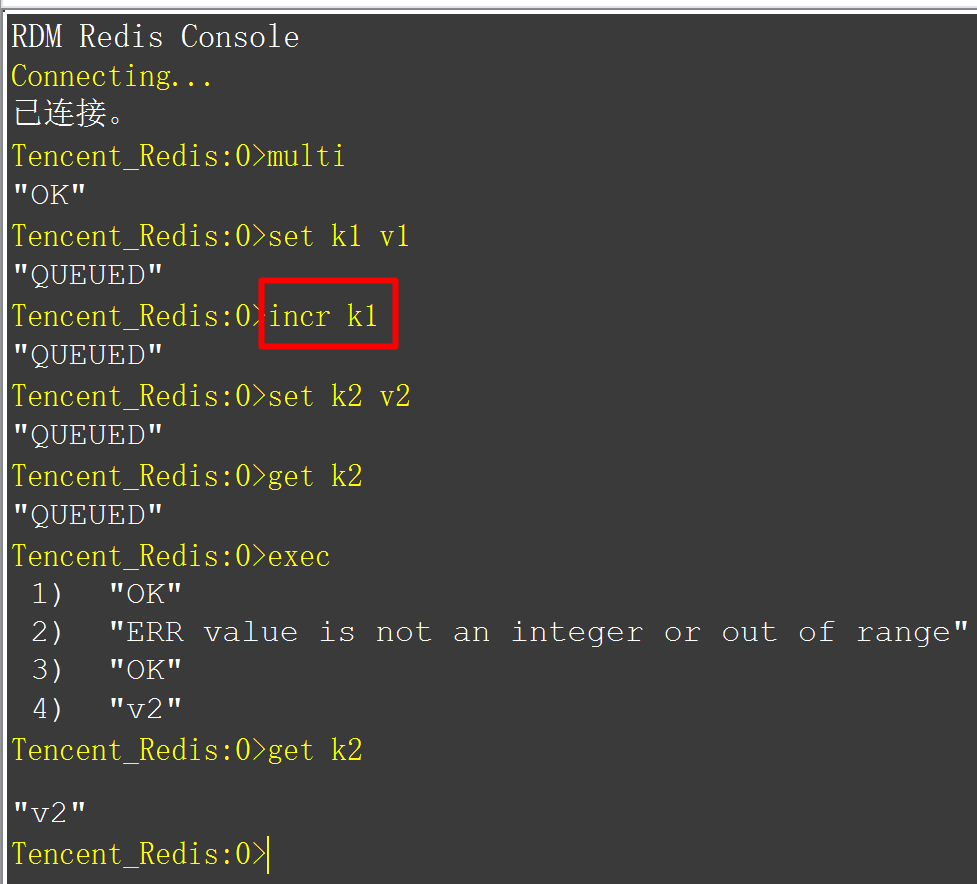 RDM Redis Console
Connecting...
已连接。
Tencent_Redis:0>multi
"OK"
Tencent_Redis:0>set k1 v1
"QUEUED"
Tencent_Redis:0>incr k1
"QUEUED"
Tencent_Redis:0>set k2 v2
"QUEUED"
Tencent_Redis:0>get k2
"QUEUED"
Tencent_Redis:0>exec
1) "OK"
2) "ERR value is not an integer or out of range"
3) "OK"
4) "v2"
Tencent_Redis:0>get k2
"v2"
Tencent_Redis:0>